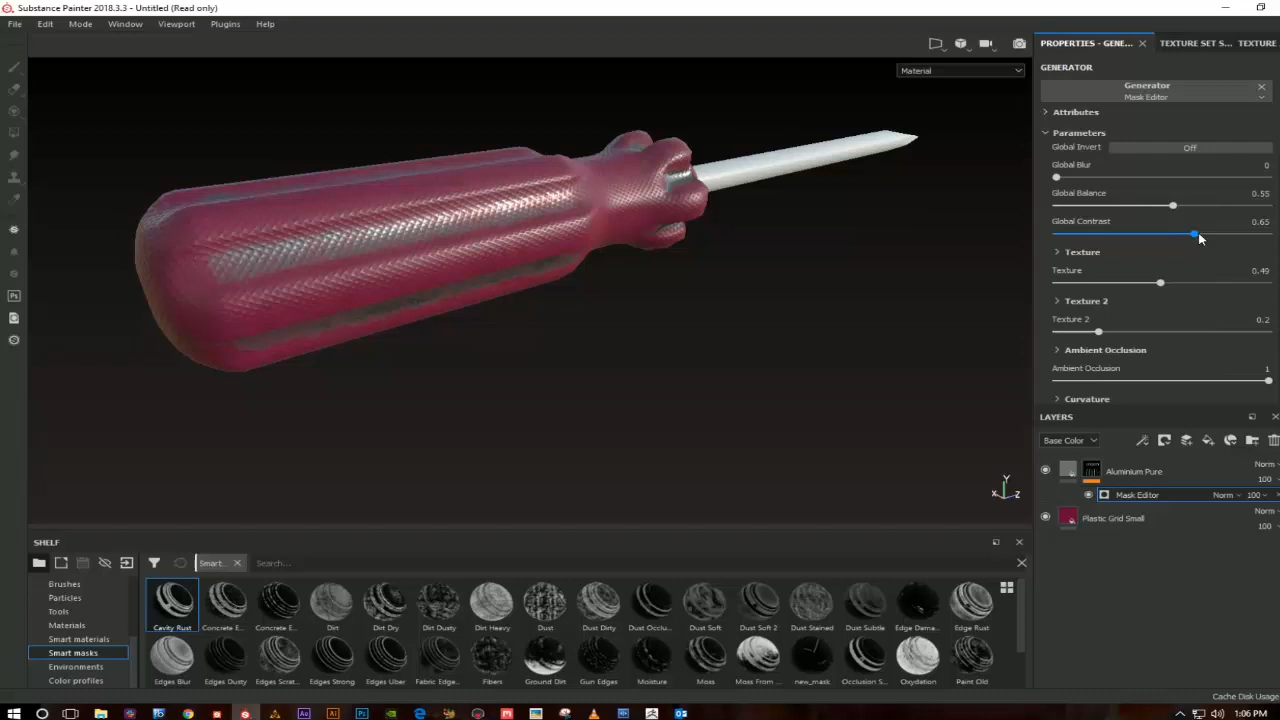 Substance Painter 2018.3.3 - Untitled (Read only)
File Edit Mode Window Viewport Plugins Help
Material
PROPERTIES - GENE... TEXTURE SET S... TEXTURE
GENERATOR
Generator
Mask Editor
Attributes
Parameters
Global Invert Off
Global Blur 0
Global Balance 0.55
Global Contrast 0.65
Texture
Texture 0.49
Texture 2
Texture 2 0.2
Ambient Occlusion
Ambient Occlusion 1
Curvature
LAYERS
Base Color
Aluminium Pure Norm
100
Mask Editor Norm 100
Plastic Grid Small Norm
100
Y
X Z
SHELF
Smart... Search...
Brushes
Particles
Tools
Materials
Smart materials
Smart masks
Environments
Color profiles
Cavity Rust Concrete E... Concrete E... Dirt Dirt Dry Dirt Dusty Dirt Heavy Dust Dust Dirty Dust Occlu... Dust Soft Dust Soft 2 Dust Stained Dust Subtle Edge Dama... Edge Rust
Edges Blur Edges Dusty Edges Scrat... Edges Strong Edges Uber Fabric Edge... Fibers Ground Dirt Gun Edges Moisture Moss Moss From ... new_mask Occlusion S... Oxydation Paint Old
Cache Disk Usage
Ps
Au Ai Ps
1:06 PM